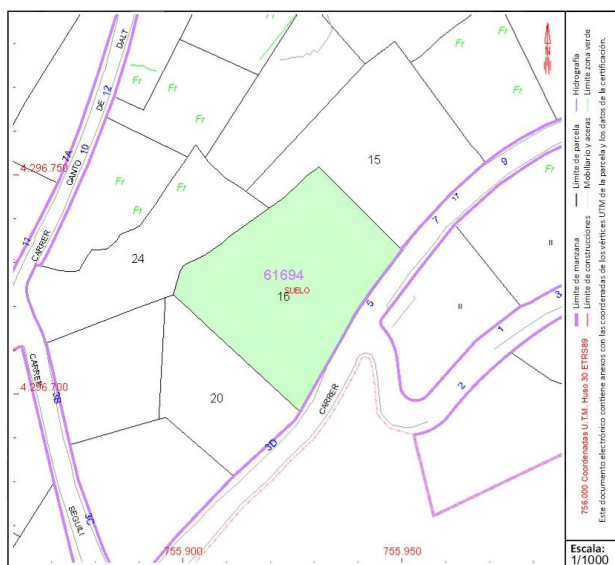 DALT
DE
12
Fr
Fr
Fr
Fr
Fr
Fr
7A
4.296.750
CANTO
10
Fr
Fr
15
9
17
7
Fr
11
CARRER
24
61694
SUELO
16
5
II
II
3
1
CARRER
4.296.700
3B
20
CARRER
2
3D
BEGUILI
3C
755.900
755.950
Límite de manzana
Límite de parcela
Hidrografía
Límite de construcciones
Mobiliario y aceras
Límite zona verde
756.000 Coordenadas U.T.M. Huso 30 ETRS89
Este documento electrónico contiene anexos con las coordenadas de los vértices UTM de la parcela y los datos de la certificación.
Escala:
1/1000